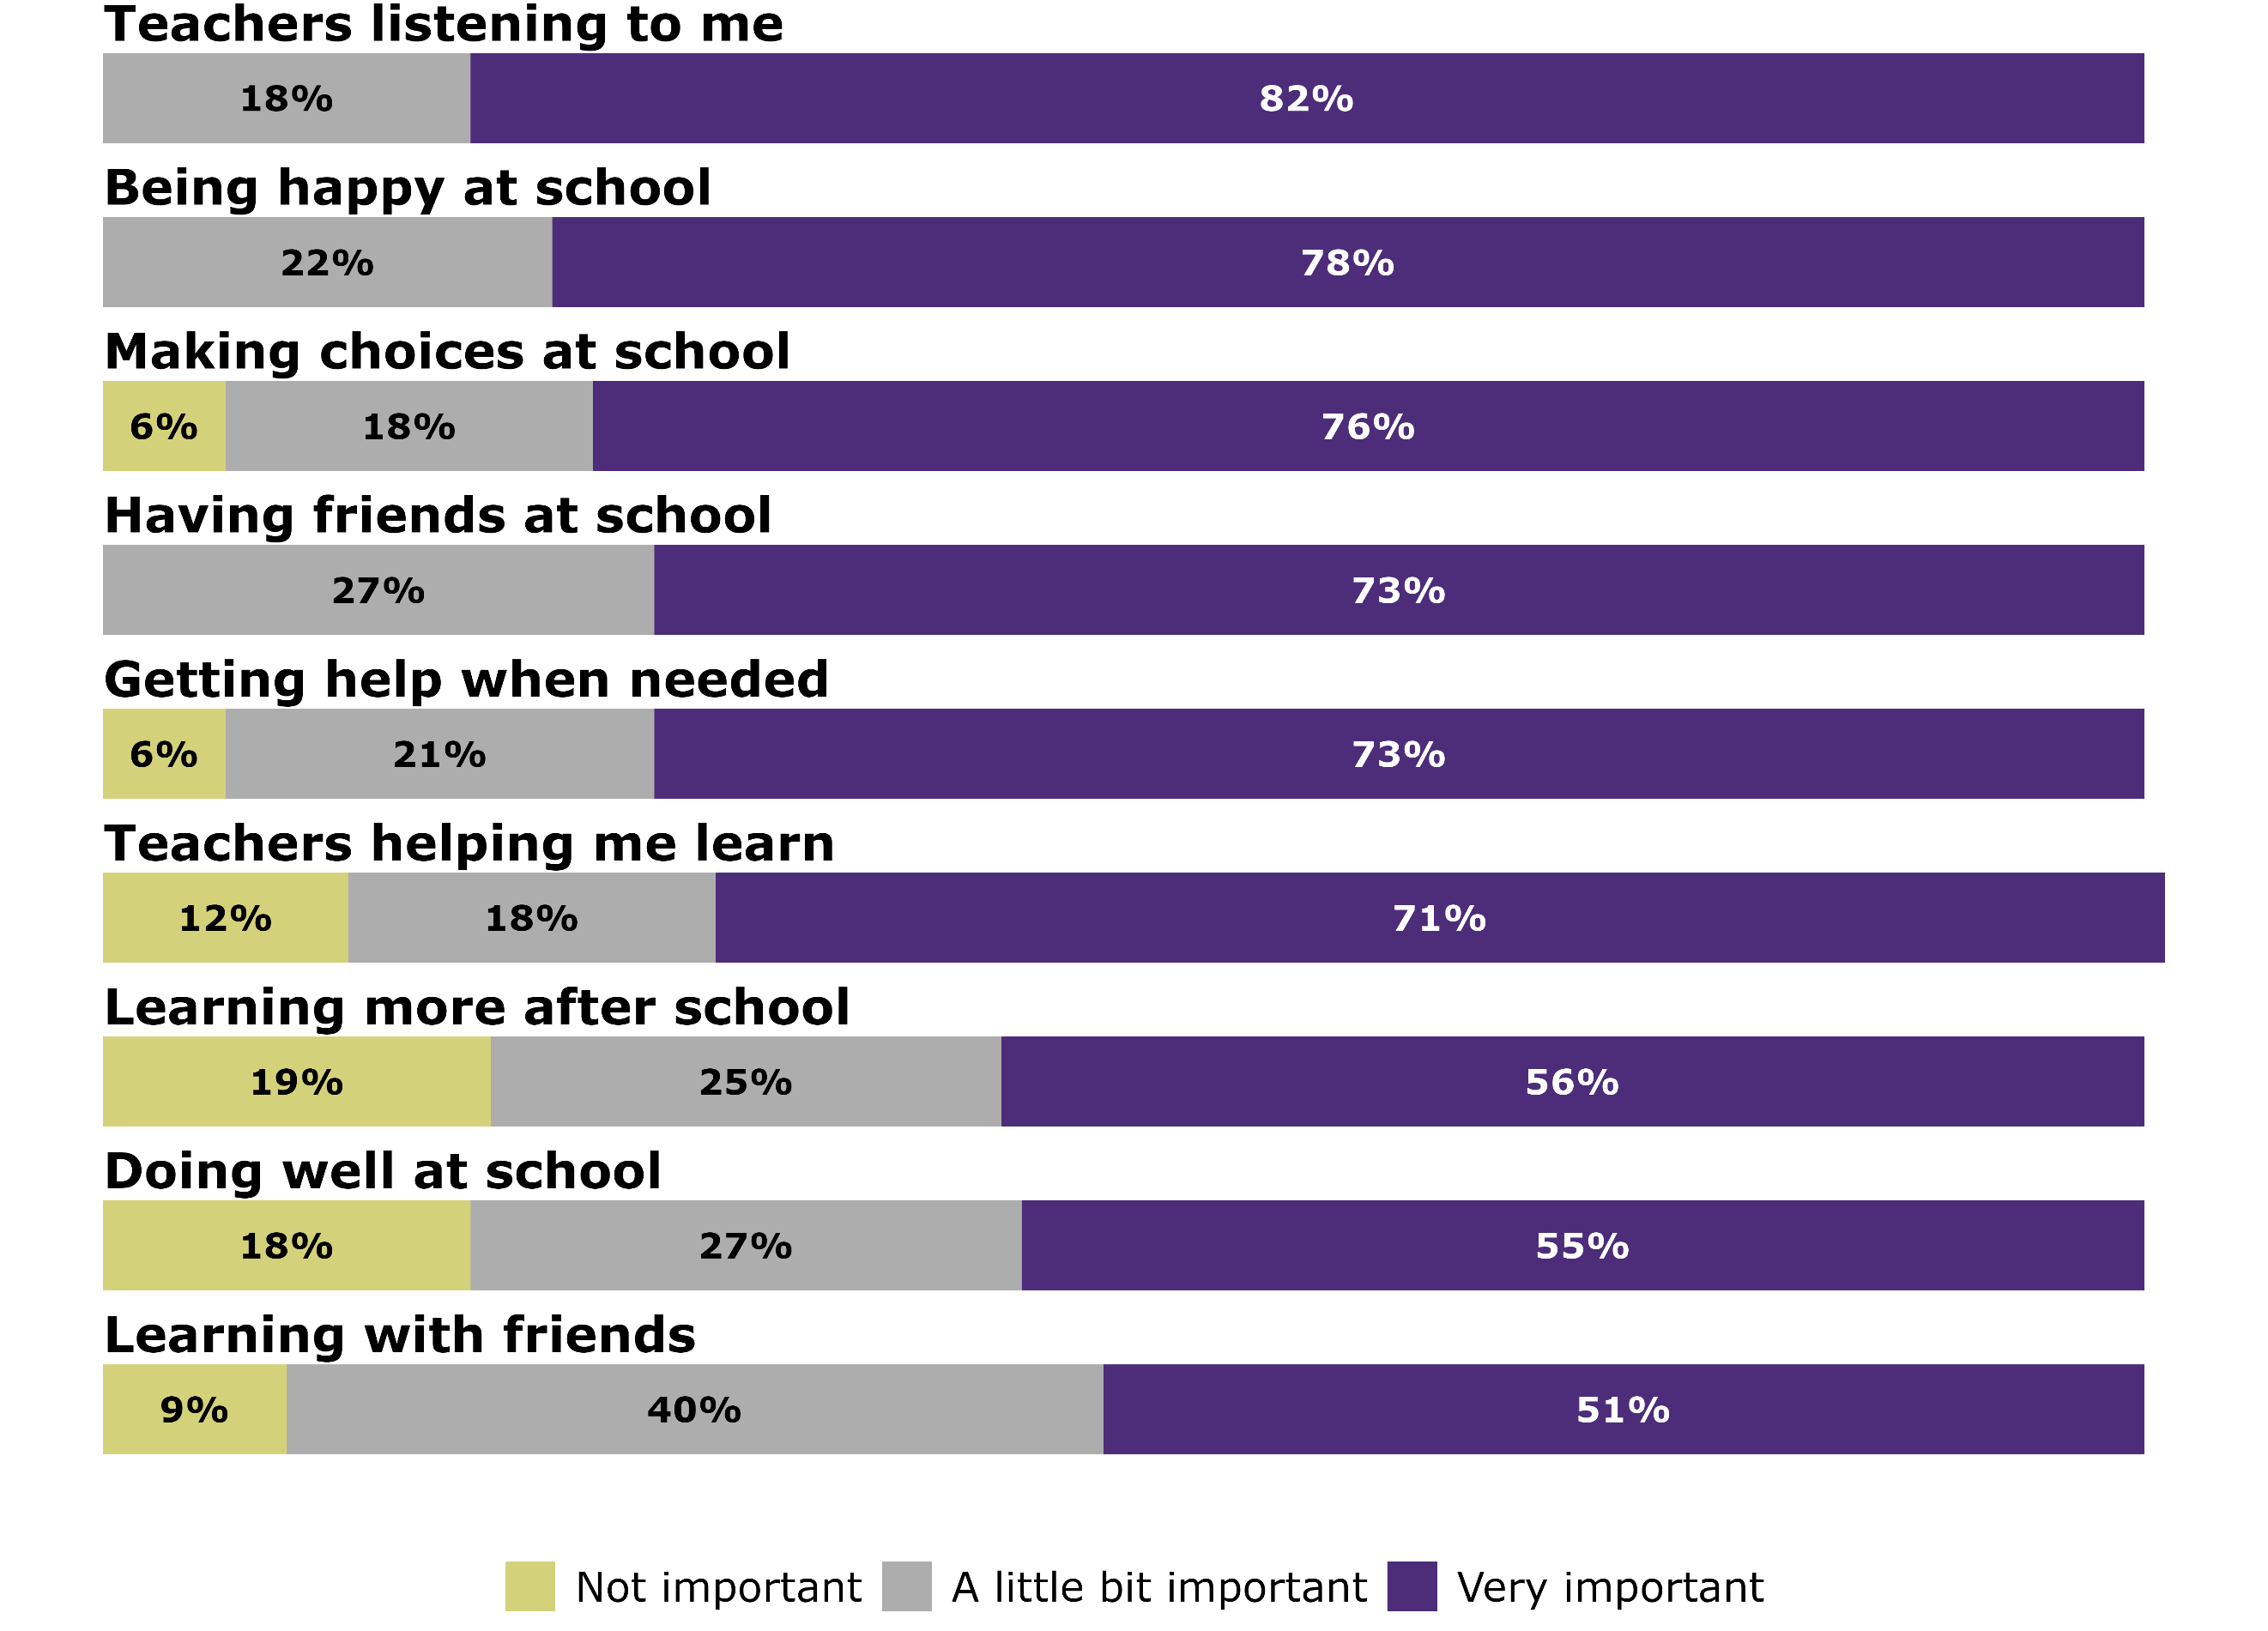 Teachers listening to me
18% 82%
Being happy at school
22% 78%
Making choices at school
6% 18% 76%
Having friends at school
27% 73%
Getting help when needed
6% 21% 73%
Teachers helping me learn
12% 18% 71%
Learning more after school
19% 25% 56%
Doing well at school
18% 27% 55%
Learning with friends
9% 40% 51%
Not important A little bit important Very important